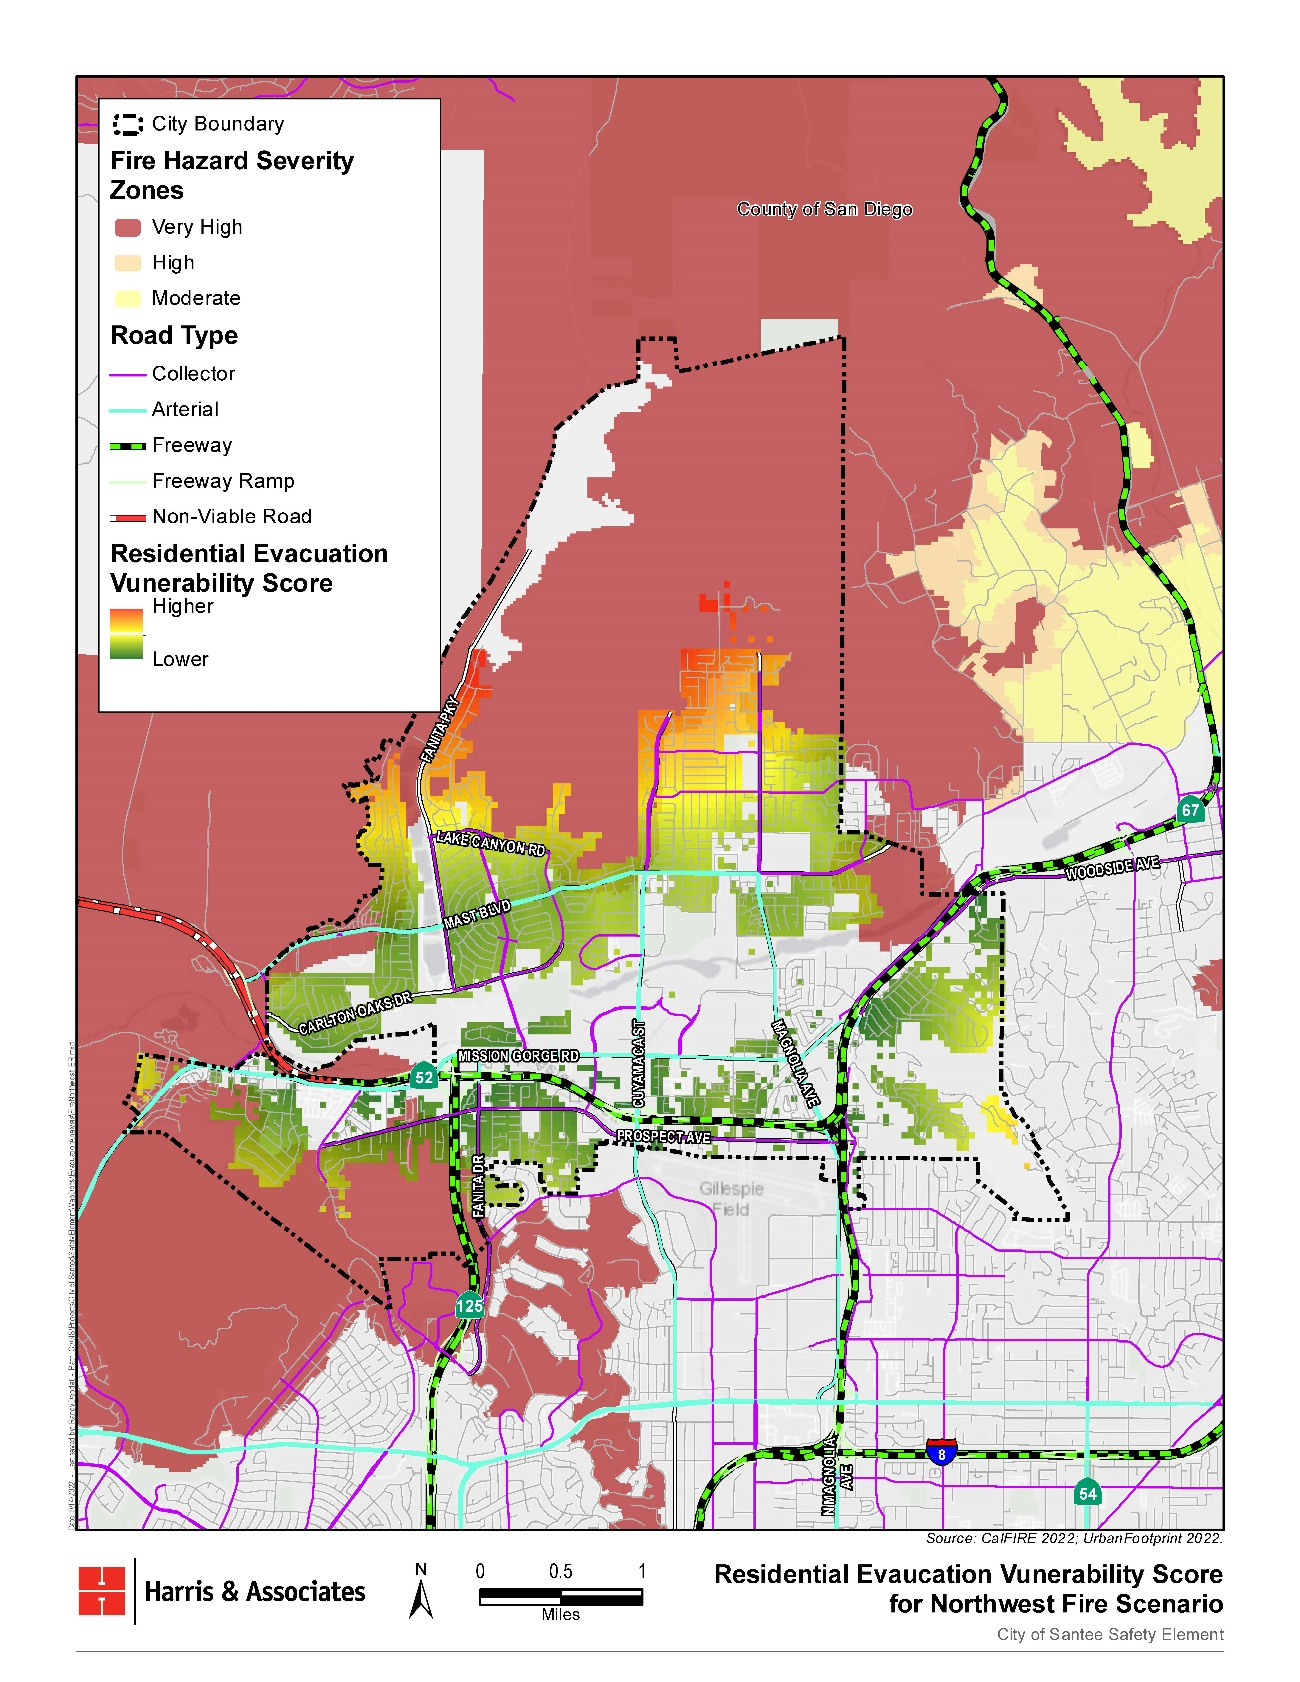 City Boundary
Fire Hazard Severity
Zones
Very High
High
Moderate
Road Type
Collector
Arterial
Freeway
Freeway Ramp
Non-Viable Road
Residential Evacuation
Vunerability Score
Higher
Lower
County of San Diego
67
WOODSIDE AVE
FANITA PKY
LAKE CANYON RD
MAST BLVD
CARLTON OAKS DR
MISSION GORGE RD
52
CUYAMACA ST
MAGNOLIA AVE
PROSPECT AVE
FANITA DR
Gillespie
Field
125
N MAGNOLIA
AVE
8
54
Source: CalFIRE 2022; UrbanFootprint 2022.
Harris & Associates
N
0 0.5 1
Miles
Residential Evaucation Vunerability Score
for Northwest Fire Scenario
City of Santee Safety Element